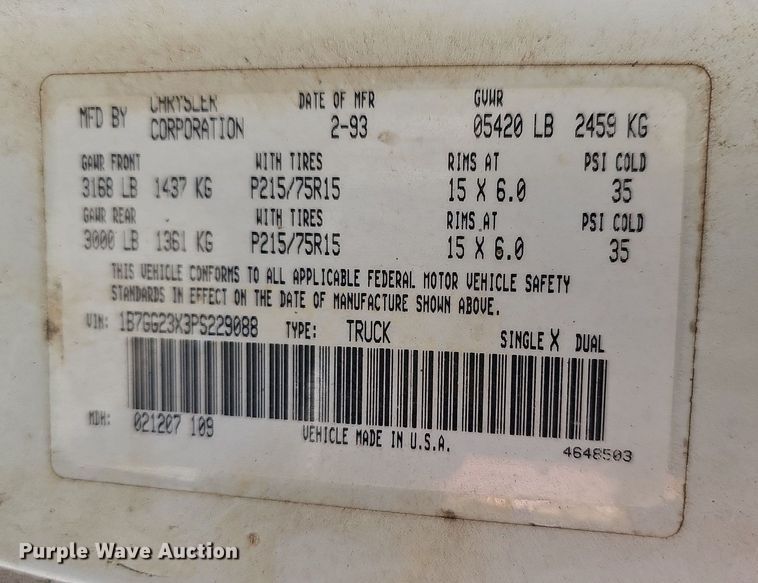 MFD BY CHRYSLER CORPORATION DATE OF MFR 2-93 GVWR 05420 LB 2459 KG
GAWR FRONT WITH TIRES RIMS AT PSI COLD
3168 LB 1437 KG P215/75R15 15 X 6.0 35
GAWR REAR WITH TIRES RIMS AT PSI COLD
3000 LB 1361 KG P215/75R15 15 X 6.0 35
THIS VEHICLE CONFORMS TO ALL APPLICABLE FEDERAL MOTOR VEHICLE SAFETY
STANDARDS IN EFFECT ON THE DATE OF MANUFACTURE SHOWN ABOVE.
VIN: 1B7GG23X3PS229088 TYPE: TRUCK SINGLE X DUAL
MDH: 021207 109 VEHICLE MADE IN U.S.A. 4648503
Purple Wave Auction